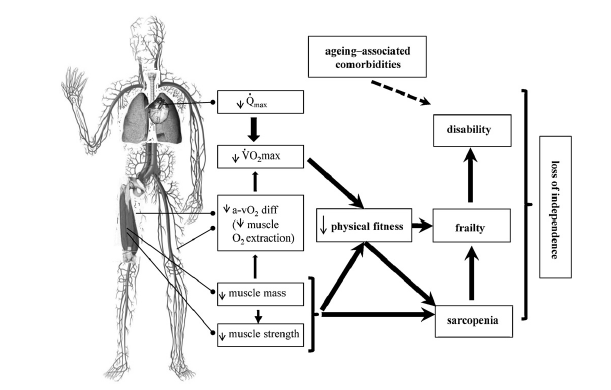 ageing–associated
comorbidities
↓ Q̇max
disability
↓ V̇O₂max
loss of independence
↓ a-vO₂ diff
(↓ muscle
O₂ extraction)
↓ physical fitness
frailty
↓ muscle mass
sarcopenia
↓ muscle strength